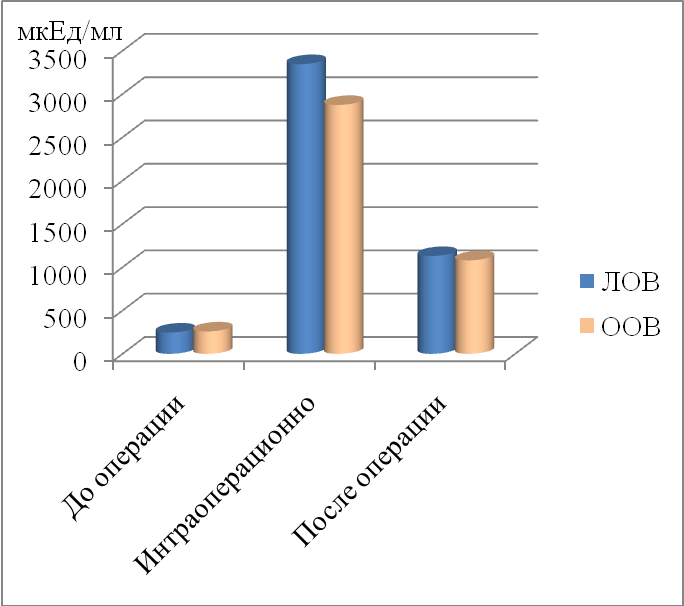 мкЕд/мл
3500
3000
2500
2000
1500
1000
500
0
До операции
Интраоперационно
После операции
ЛОВ
ООВ